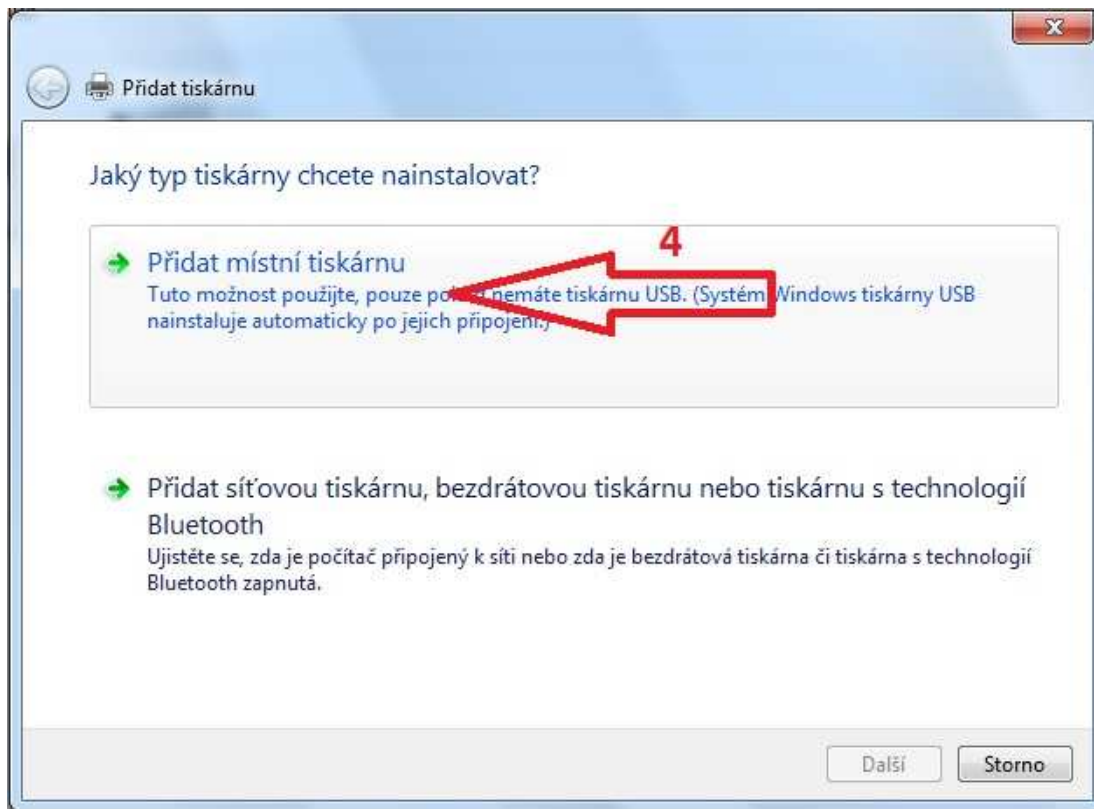 Přidat tiskárnu
Jaký typ tiskárny chcete nainstalovat?
4
Přidat místní tiskárnu
Tuto možnost použijte, pouze pokud nemáte tiskárnu USB. (Systém Windows tiskárny USB
nainstaluje automaticky po jejich připojení.)
Přidat síťovou tiskárnu, bezdrátovou tiskárnu nebo tiskárnu s technologií
Bluetooth
Ujistěte se, zda je počítač připojený k síti nebo zda je bezdrátová tiskárna či tiskárna s technologií
Bluetooth zapnutá.
Další
Storno